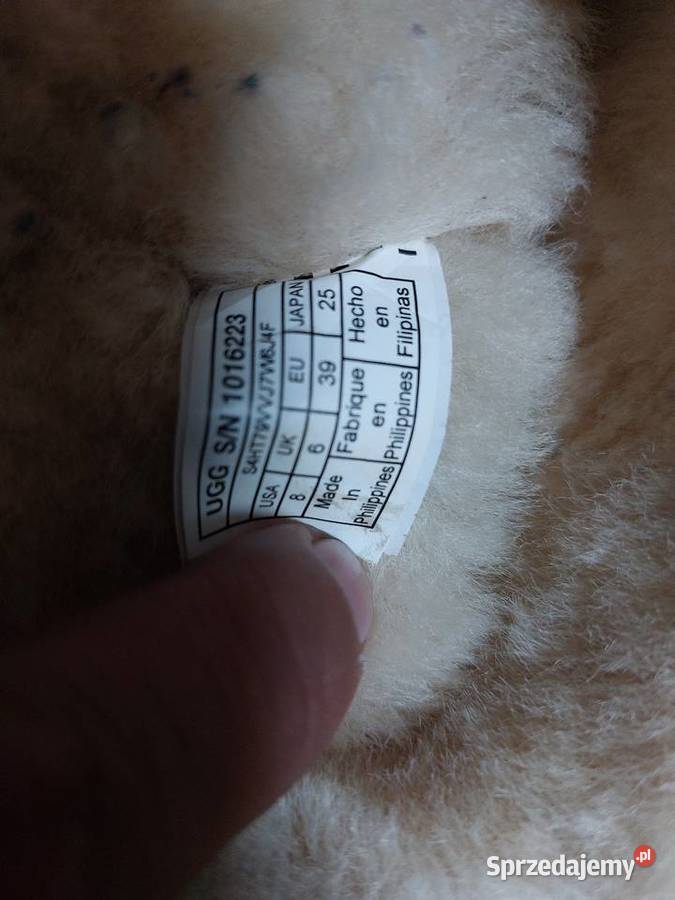 UGG S/N 1016223
USA UK EU JAPAN
8 6 39 25
Made Fabrique Hecho
In en en
Philippines Philippines Filipinas
Sprzedajemy.pl